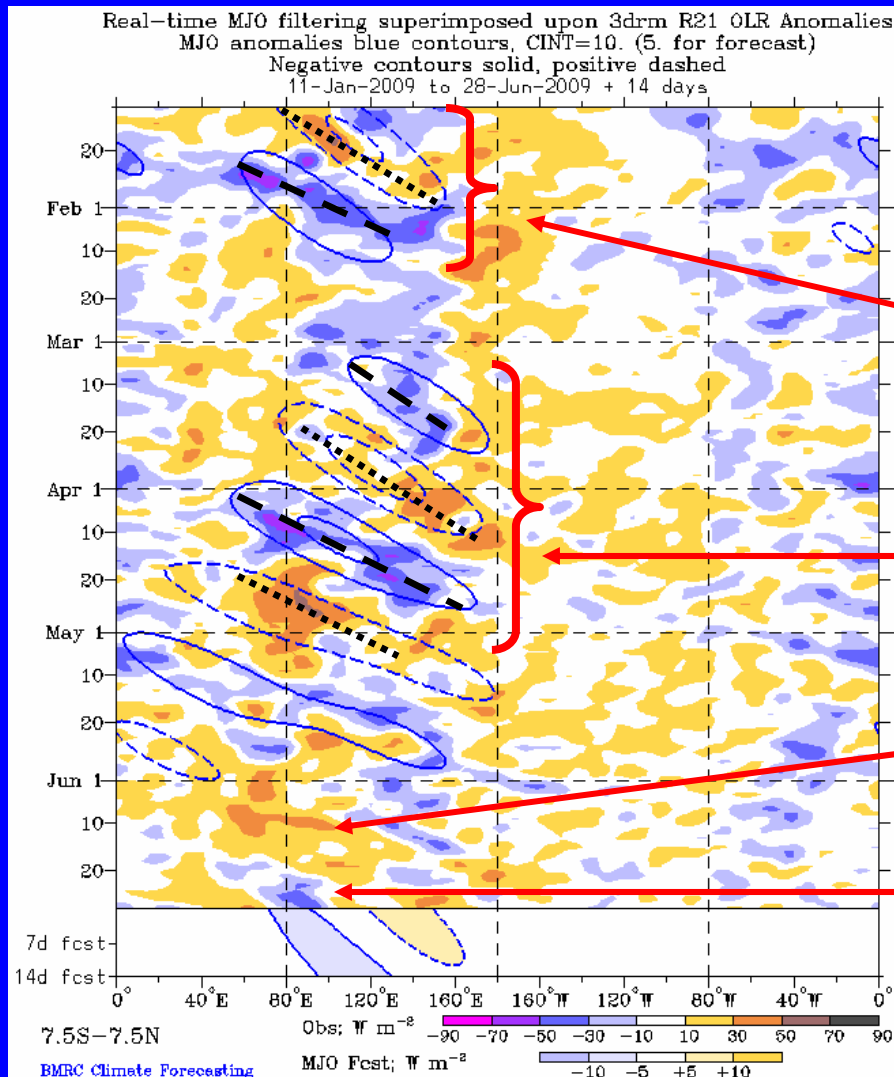 Real-time MJO filtering superimposed upon 3drm R21 OLR Anomalies
MJO anomalies blue contours, CINT=10. (5. for forecast)
Negative contours solid, positive dashed
11-Jan-2009 to 28-Jun-2009 + 14 days
20
Feb 1
10
20
Mar 1
10
20
Apr 1
10
20
May 1
10
20
Jun 1
10
20
7d fcst
14d fcst
0° 40°E 80°E 120°E 160°E 160°W 120°W 80°W 40°W 0°
7.5S-7.5N
Obs; W m⁻²
-90 -70 -50 -30 -10 10 30 50 70 90
BMRC Climate Forecasting
MJO Fcst; W m⁻²
-10 -5 +5 +10